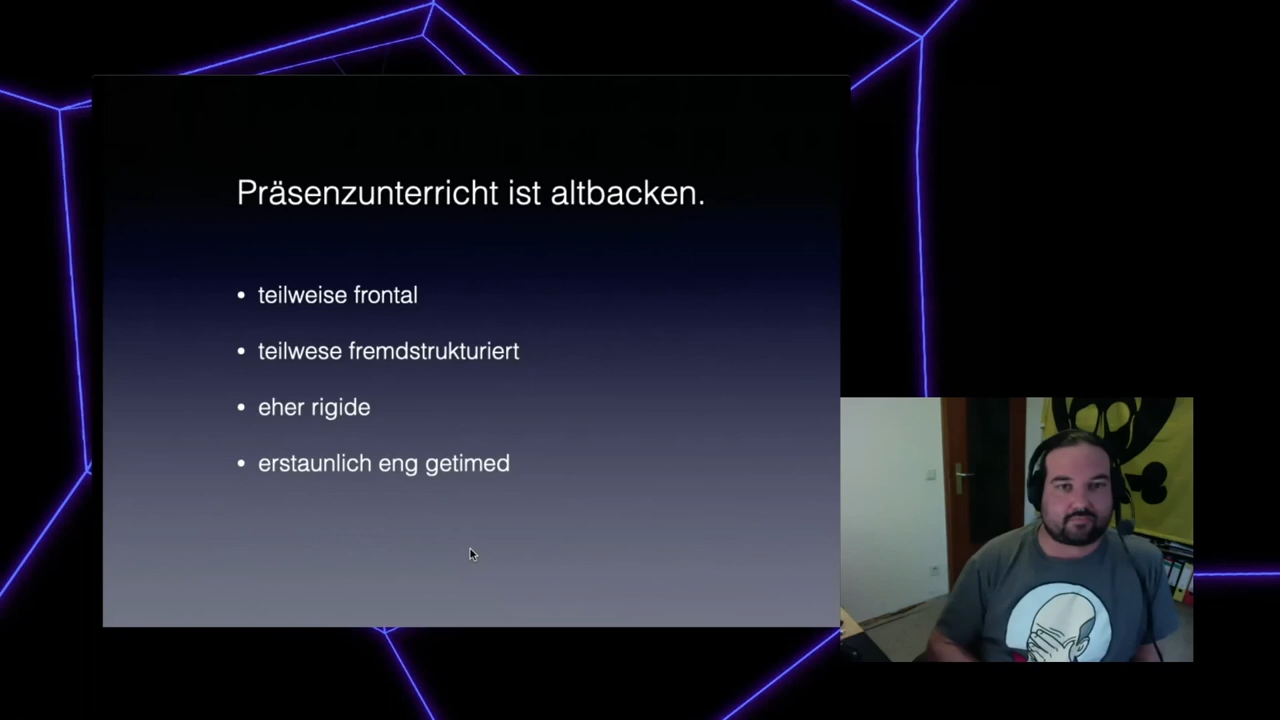 Präsenzunterricht ist altbacken.
• teilweise frontal
• teilwese fremdstrukturiert
• eher rigide
• erstaunlich eng getimed